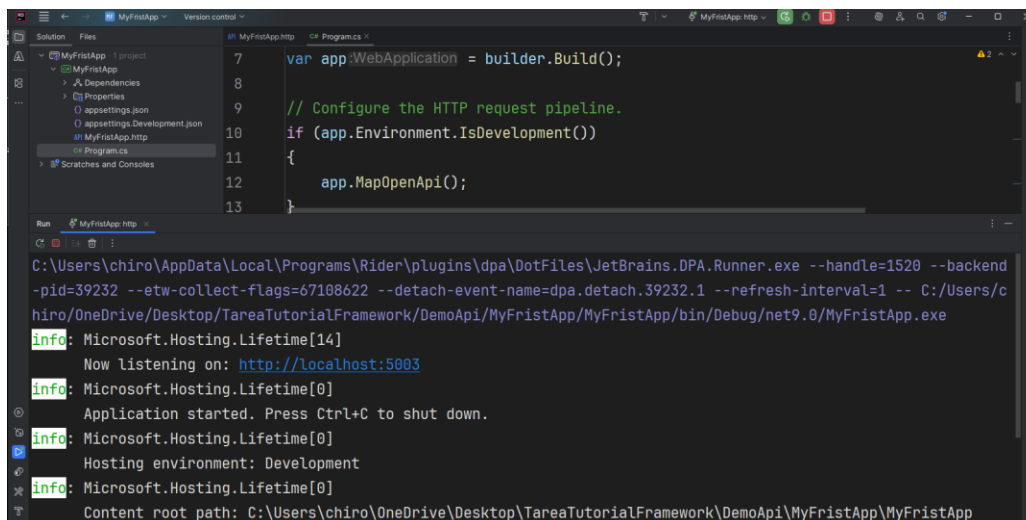 MyFristApp
Version control
MyFristApp: http
Solution
Files
API MyFristApp.http
C# Program.cs
MyFristApp · 1 project
MyFristApp
Dependencies
Properties
{} appsettings.json
{} appsettings.Development.json
API MyFristApp.http
C# Program.cs
Scratches and Consoles
2
7 var app :WebApplication = builder.Build();
8
9 // Configure the HTTP request pipeline.
10 if (app.Environment.IsDevelopment())
11 {
12 app.MapOpenApi();
13 }
Run
MyFristApp: http
C:\Users\chiro\AppData\Local\Programs\Rider\plugins\dpa\DotFiles\JetBrains.DPA.Runner.exe --handle=1520 --backend
-pid=39232 --etw-collect-flags=67108622 --detach-event-name=dpa.detach.39232.1 --refresh-interval=1 -- C:/Users/c
hiro/OneDrive/Desktop/TareaTutorialFramework/DemoApi/MyFristApp/MyFristApp/bin/Debug/net9.0/MyFristApp.exe
info: Microsoft.Hosting.Lifetime[14]
Now listening on: http://localhost:5003
info: Microsoft.Hosting.Lifetime[0]
Application started. Press Ctrl+C to shut down.
info: Microsoft.Hosting.Lifetime[0]
Hosting environment: Development
info: Microsoft.Hosting.Lifetime[0]
Content root path: C:\Users\chiro\OneDrive\Desktop\TareaTutorialFramework\DemoApi\MyFristApp\MyFristApp